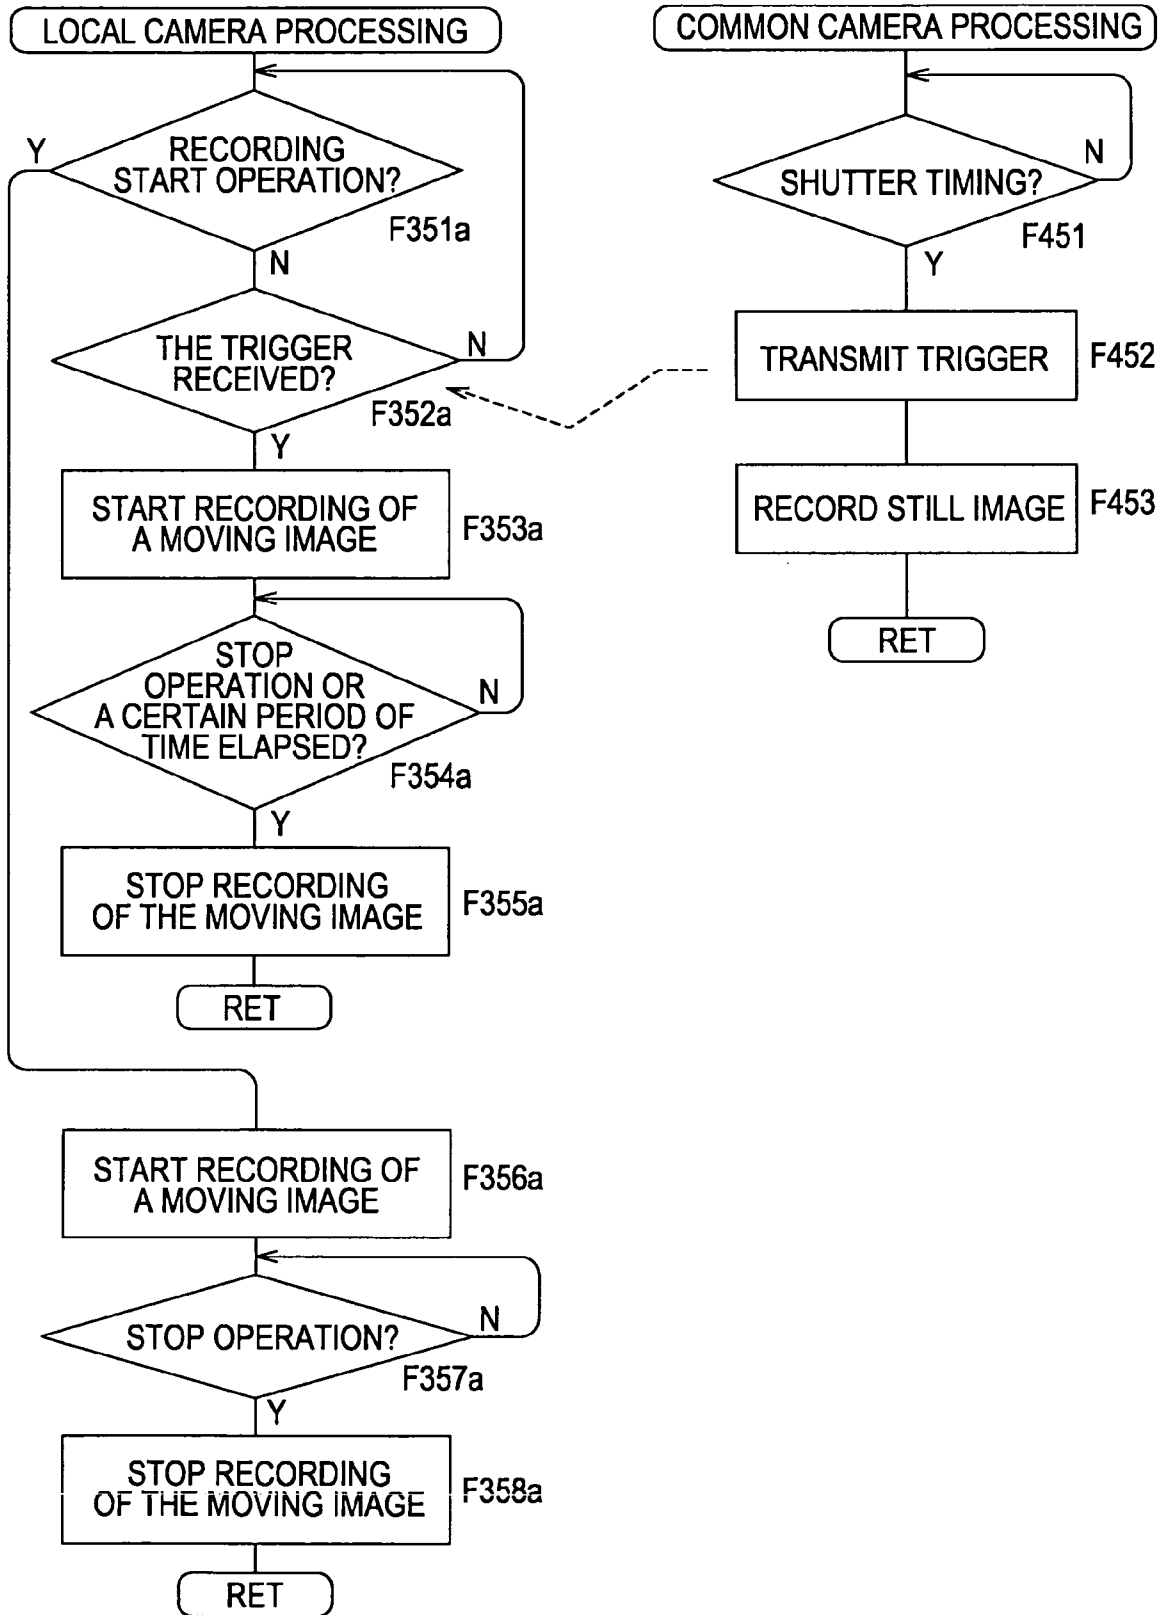 LOCAL CAMERA PROCESSING
Y
RECORDING
START OPERATION?
F351a
N
THE TRIGGER
RECEIVED?
N
F352a
Y
START RECORDING OF
A MOVING IMAGE
F353a
STOP
OPERATION OR
A CERTAIN PERIOD OF
TIME ELAPSED?
N
F354a
Y
STOP RECORDING
OF THE MOVING IMAGE
F355a
RET
START RECORDING OF
A MOVING IMAGE
F356a
STOP OPERATION?
N
F357a
Y
STOP RECORDING
OF THE MOVING IMAGE
F358a
RET
COMMON CAMERA PROCESSING
SHUTTER TIMING?
N
F451
Y
TRANSMIT TRIGGER
F452
RECORD STILL IMAGE
F453
RET